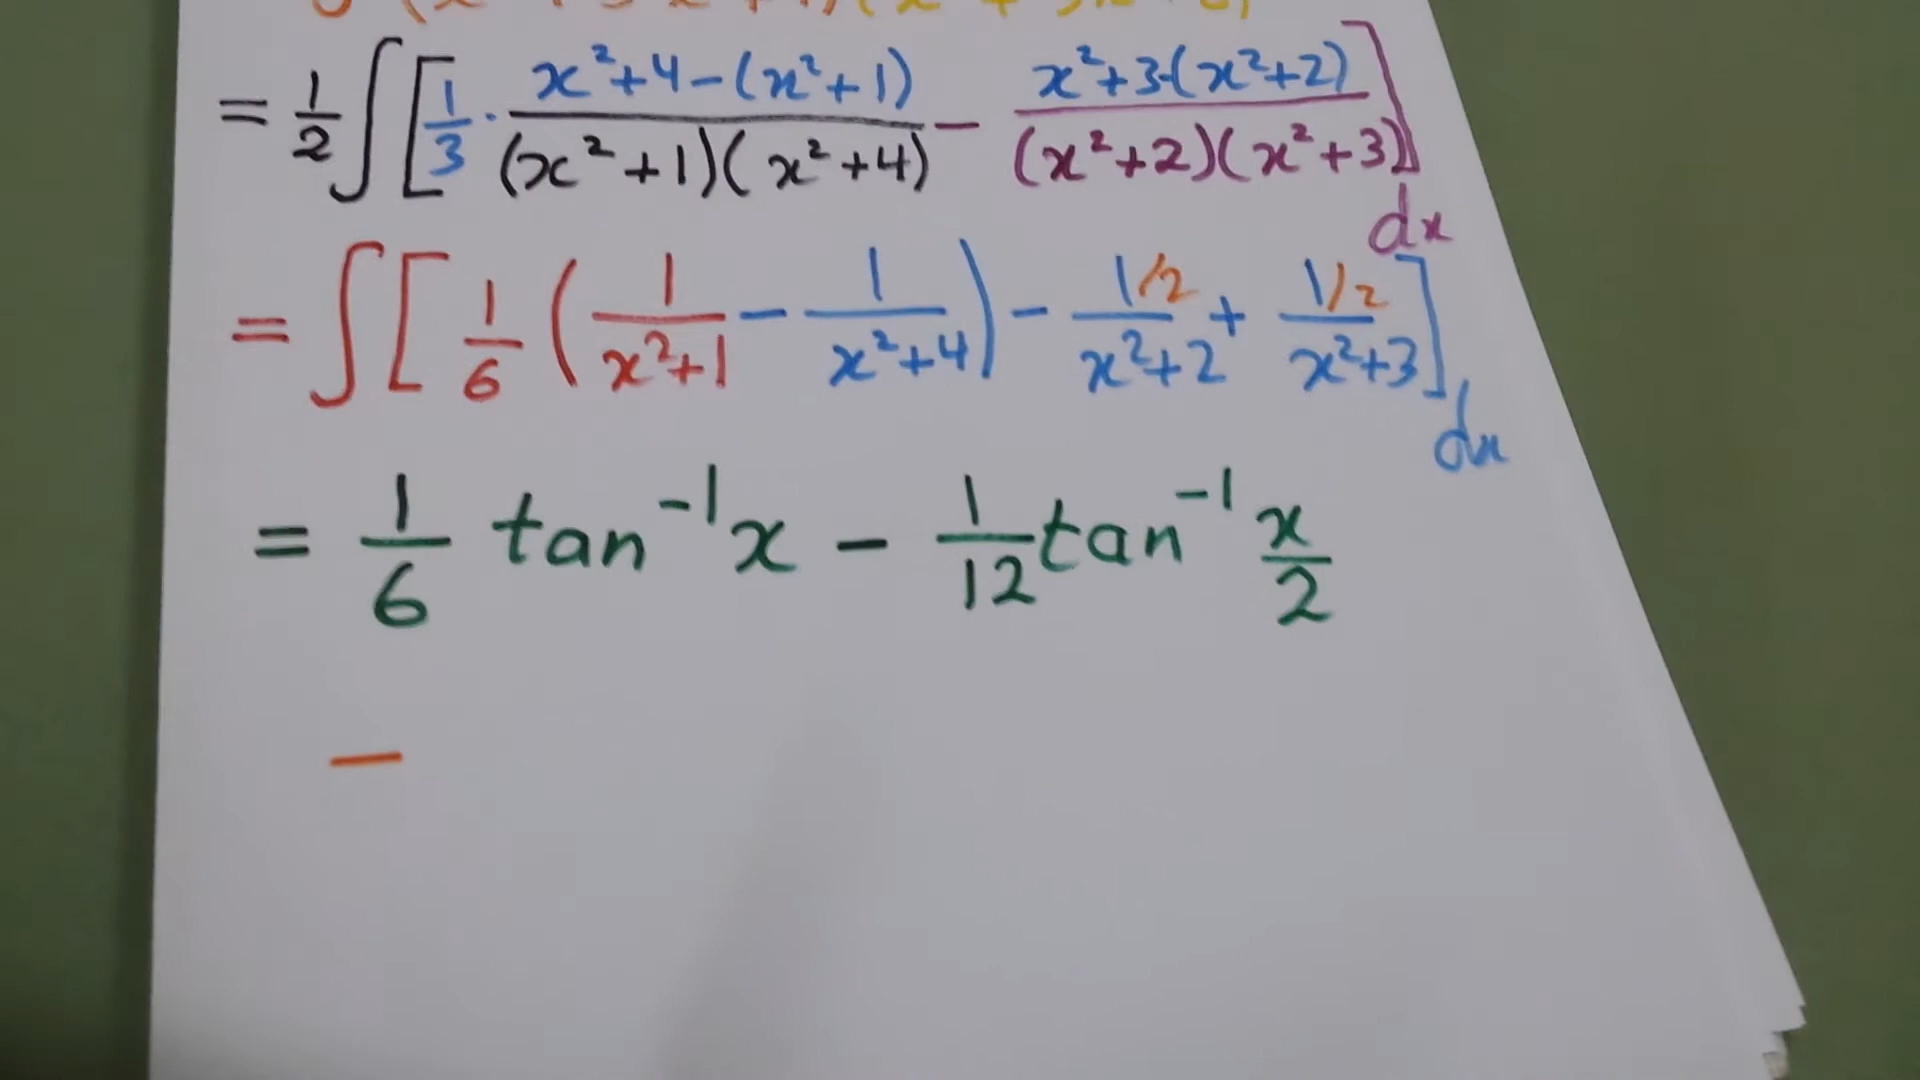 = 1/2 ∫ [ 1/3 · (x²+4-(x²+1))/((x²+1)(x²+4)) - (x²+3-(x²+2))/((x²+2)(x²+3)) ] dx
= ∫ [ 1/6 ( 1/(x²+1) - 1/(x²+4) ) - (1/2)/(x²+2) + (1/2)/(x²+3) ] dx
= 1/6 tan⁻¹x - 1/12 tan⁻¹ x/2
-